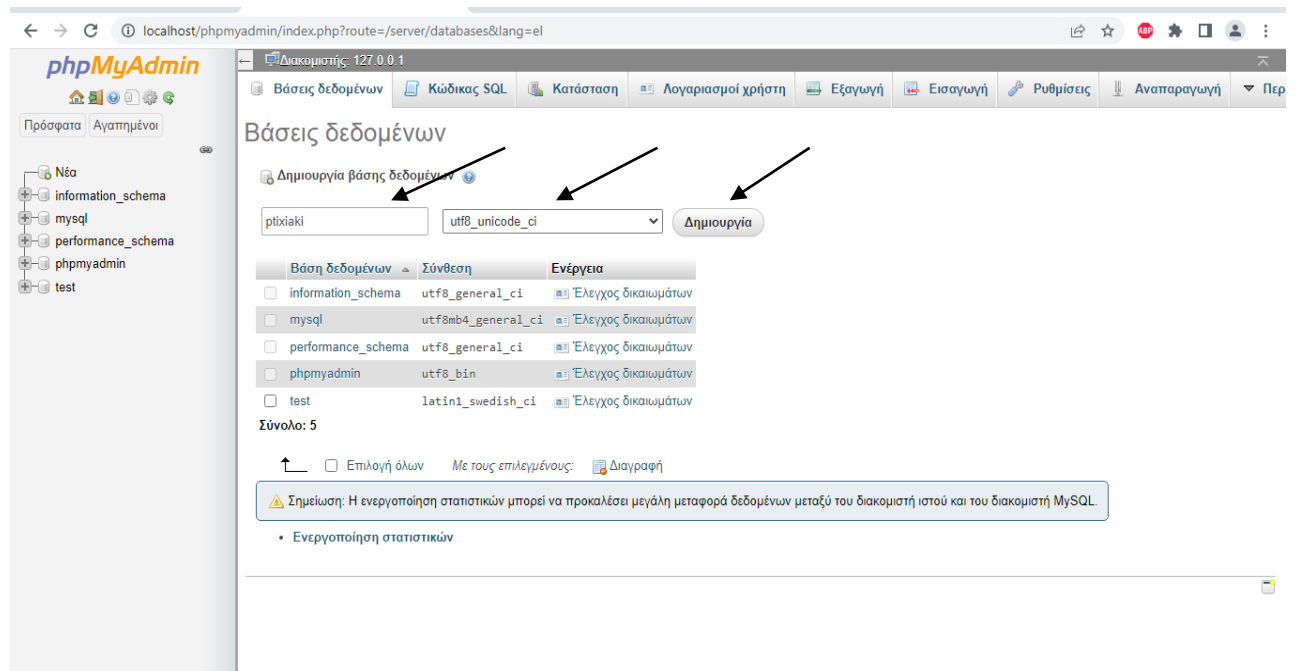 localhost/phpmyadmin/index.php?route=/server/databases&lang=el
ABP
phpMyAdmin
Πρόσφατα Αγαπημένοι
Νέα
information_schema
mysql
performance_schema
phpmyadmin
test
Διακομιστής: 127.0.0.1
Βάσεις δεδομένων Κώδικας SQL Κατάσταση Λογαριασμοί χρήστη Εξαγωγή Εισαγωγή Ρυθμίσεις Αναπαραγωγή Περ
Βάσεις δεδομένων
Δημιουργία βάσης δεδομένων
ptixiaki utf8_unicode_ci Δημιουργία
Βάση δεδομένων Σύνθεση Ενέργεια
information_schema utf8_general_ci Έλεγχος δικαιωμάτων
mysql utf8mb4_general_ci Έλεγχος δικαιωμάτων
performance_schema utf8_general_ci Έλεγχος δικαιωμάτων
phpmyadmin utf8_bin Έλεγχος δικαιωμάτων
test latin1_swedish_ci Έλεγχος δικαιωμάτων
Σύνολο: 5
Επιλογή όλων Με τους επιλεγμένους: Διαγραφή
Σημείωση: Η ενεργοποίηση στατιστικών μπορεί να προκαλέσει μεγάλη μεταφορά δεδομένων μεταξύ του διακομιστή ιστού και του διακομιστή MySQL.
• Ενεργοποίηση στατιστικών